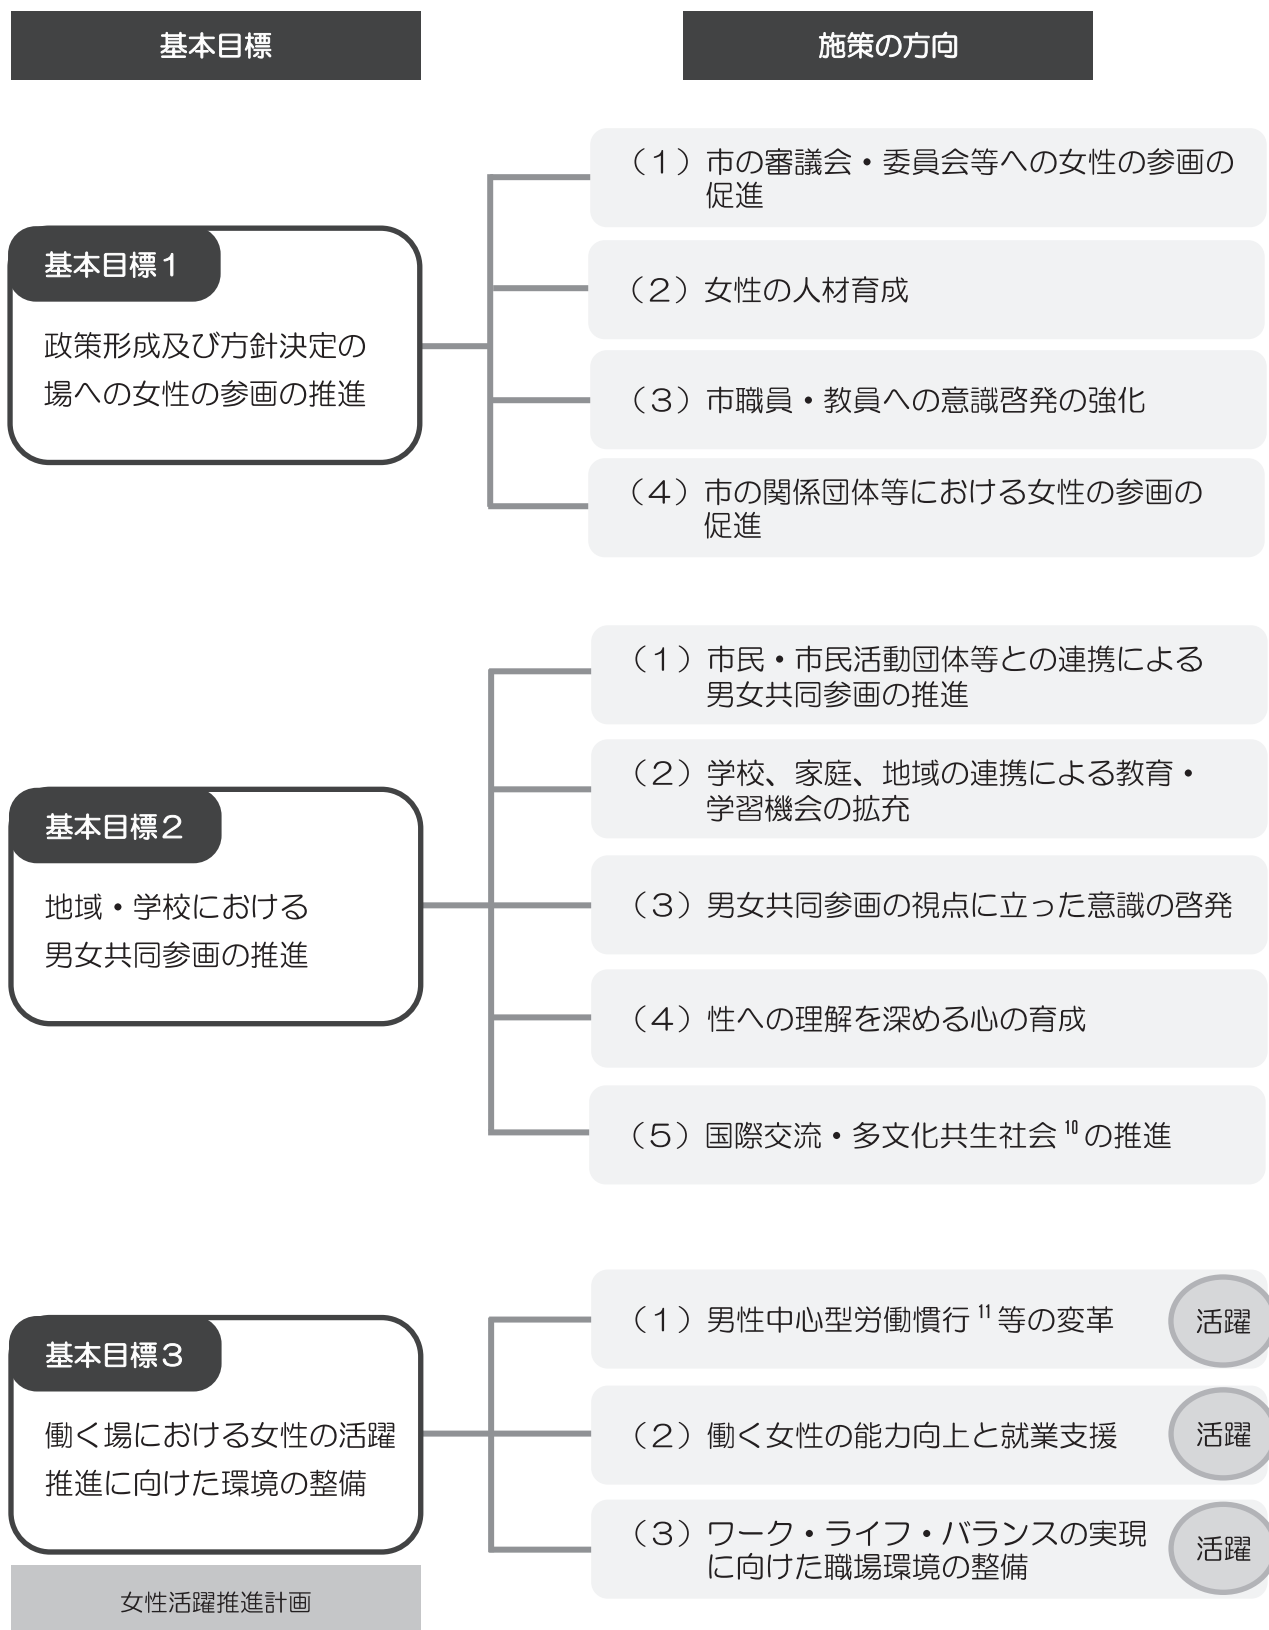 基本目標
施策の方向
基本目標1
政策形成及び方針決定の
場への女性の参画の推進
（1）市の審議会・委員会等への女性の参画の
促進
（2）女性の人材育成
（3）市職員・教員への意識啓発の強化
（4）市の関係団体等における女性の参画の
促進
基本目標2
地域・学校における
男女共同参画の推進
（1）市民・市民活動団体等との連携による
男女共同参画の推進
（2）学校、家庭、地域の連携による教育・
学習機会の拡充
（3）男女共同参画の視点に立った意識の啓発
（4）性への理解を深める心の育成
（5）国際交流・多文化共生社会10の推進
基本目標3
働く場における女性の活躍
推進に向けた環境の整備
女性活躍推進計画
（1）男性中心型労働慣行11等の変革
活躍
（2）働く女性の能力向上と就業支援
活躍
（3）ワーク・ライフ・バランスの実現
に向けた職場環境の整備
活躍